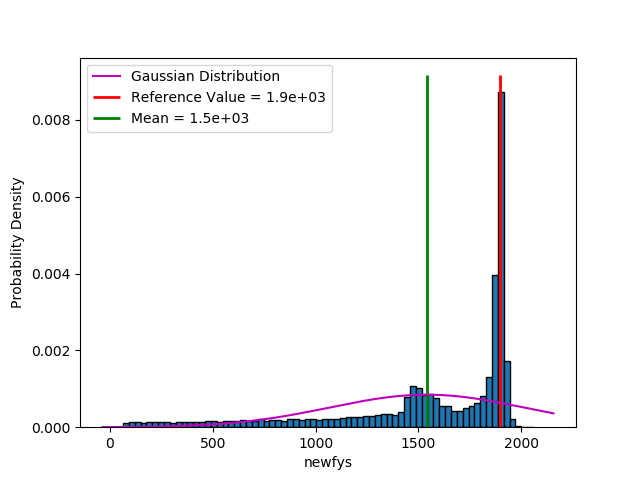 Gaussian Distribution
Reference Value = 1.9e+03
Mean = 1.5e+03
Probability Density
0.008
0.006
0.004
0.002
0.000
0 500 1000 1500 2000
newfys